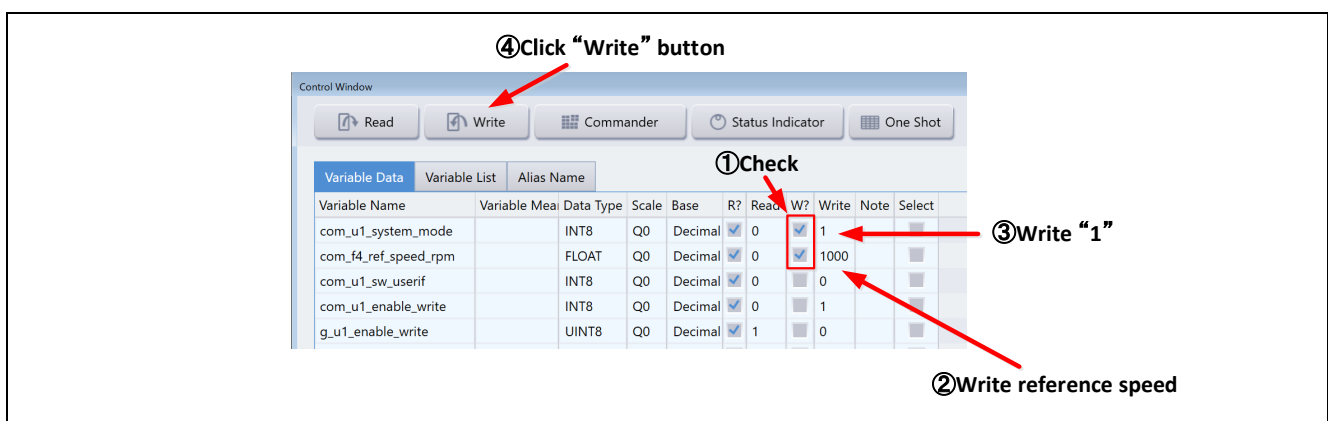 ④Click “Write” button
Control Window
Read Write Commander Status Indicator One Shot
①Check
Variable Data Variable List Alias Name
Variable Name Variable Mea Data Type Scale Base R? Read W? Write Note Select
com_u1_system_mode INT8 Q0 Decimal 0 1
③Write “1”
com_f4_ref_speed_rpm FLOAT Q0 Decimal 0 1000
com_u1_sw_userif INT8 Q0 Decimal 0 0
com_u1_enable_write INT8 Q0 Decimal 0 1
g_u1_enable_write UINT8 Q0 Decimal 1 0
②Write reference speed